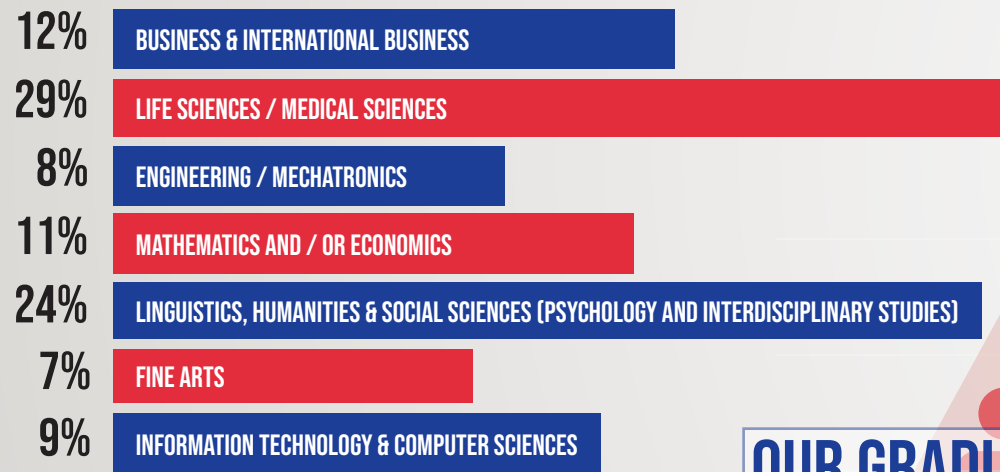 12% BUSINESS & INTERNATIONAL BUSINESS
29% LIFE SCIENCES / MEDICAL SCIENCES
8% ENGINEERING / MECHATRONICS
11% MATHEMATICS AND / OR ECONOMICS
24% LINGUISTICS, HUMANITIES & SOCIAL SCIENCES (PSYCHOLOGY AND INTERDISCIPLINARY STUDIES)
7% FINE ARTS
9% INFORMATION TECHNOLOGY & COMPUTER SCIENCES
OUR